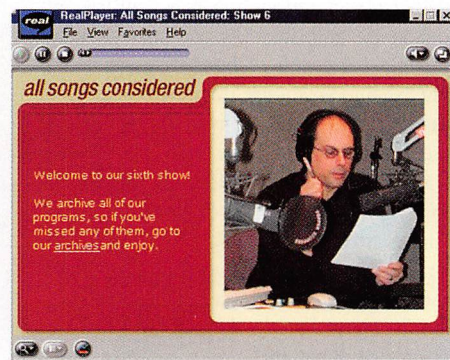 real
RealPlayer: All Songs Considered: Show 6
File View Favorites Help
all songs considered
Welcome to our sixth show!
We archive all of our
programs, so if you've
missed any of them, go to
our archives and enjoy.